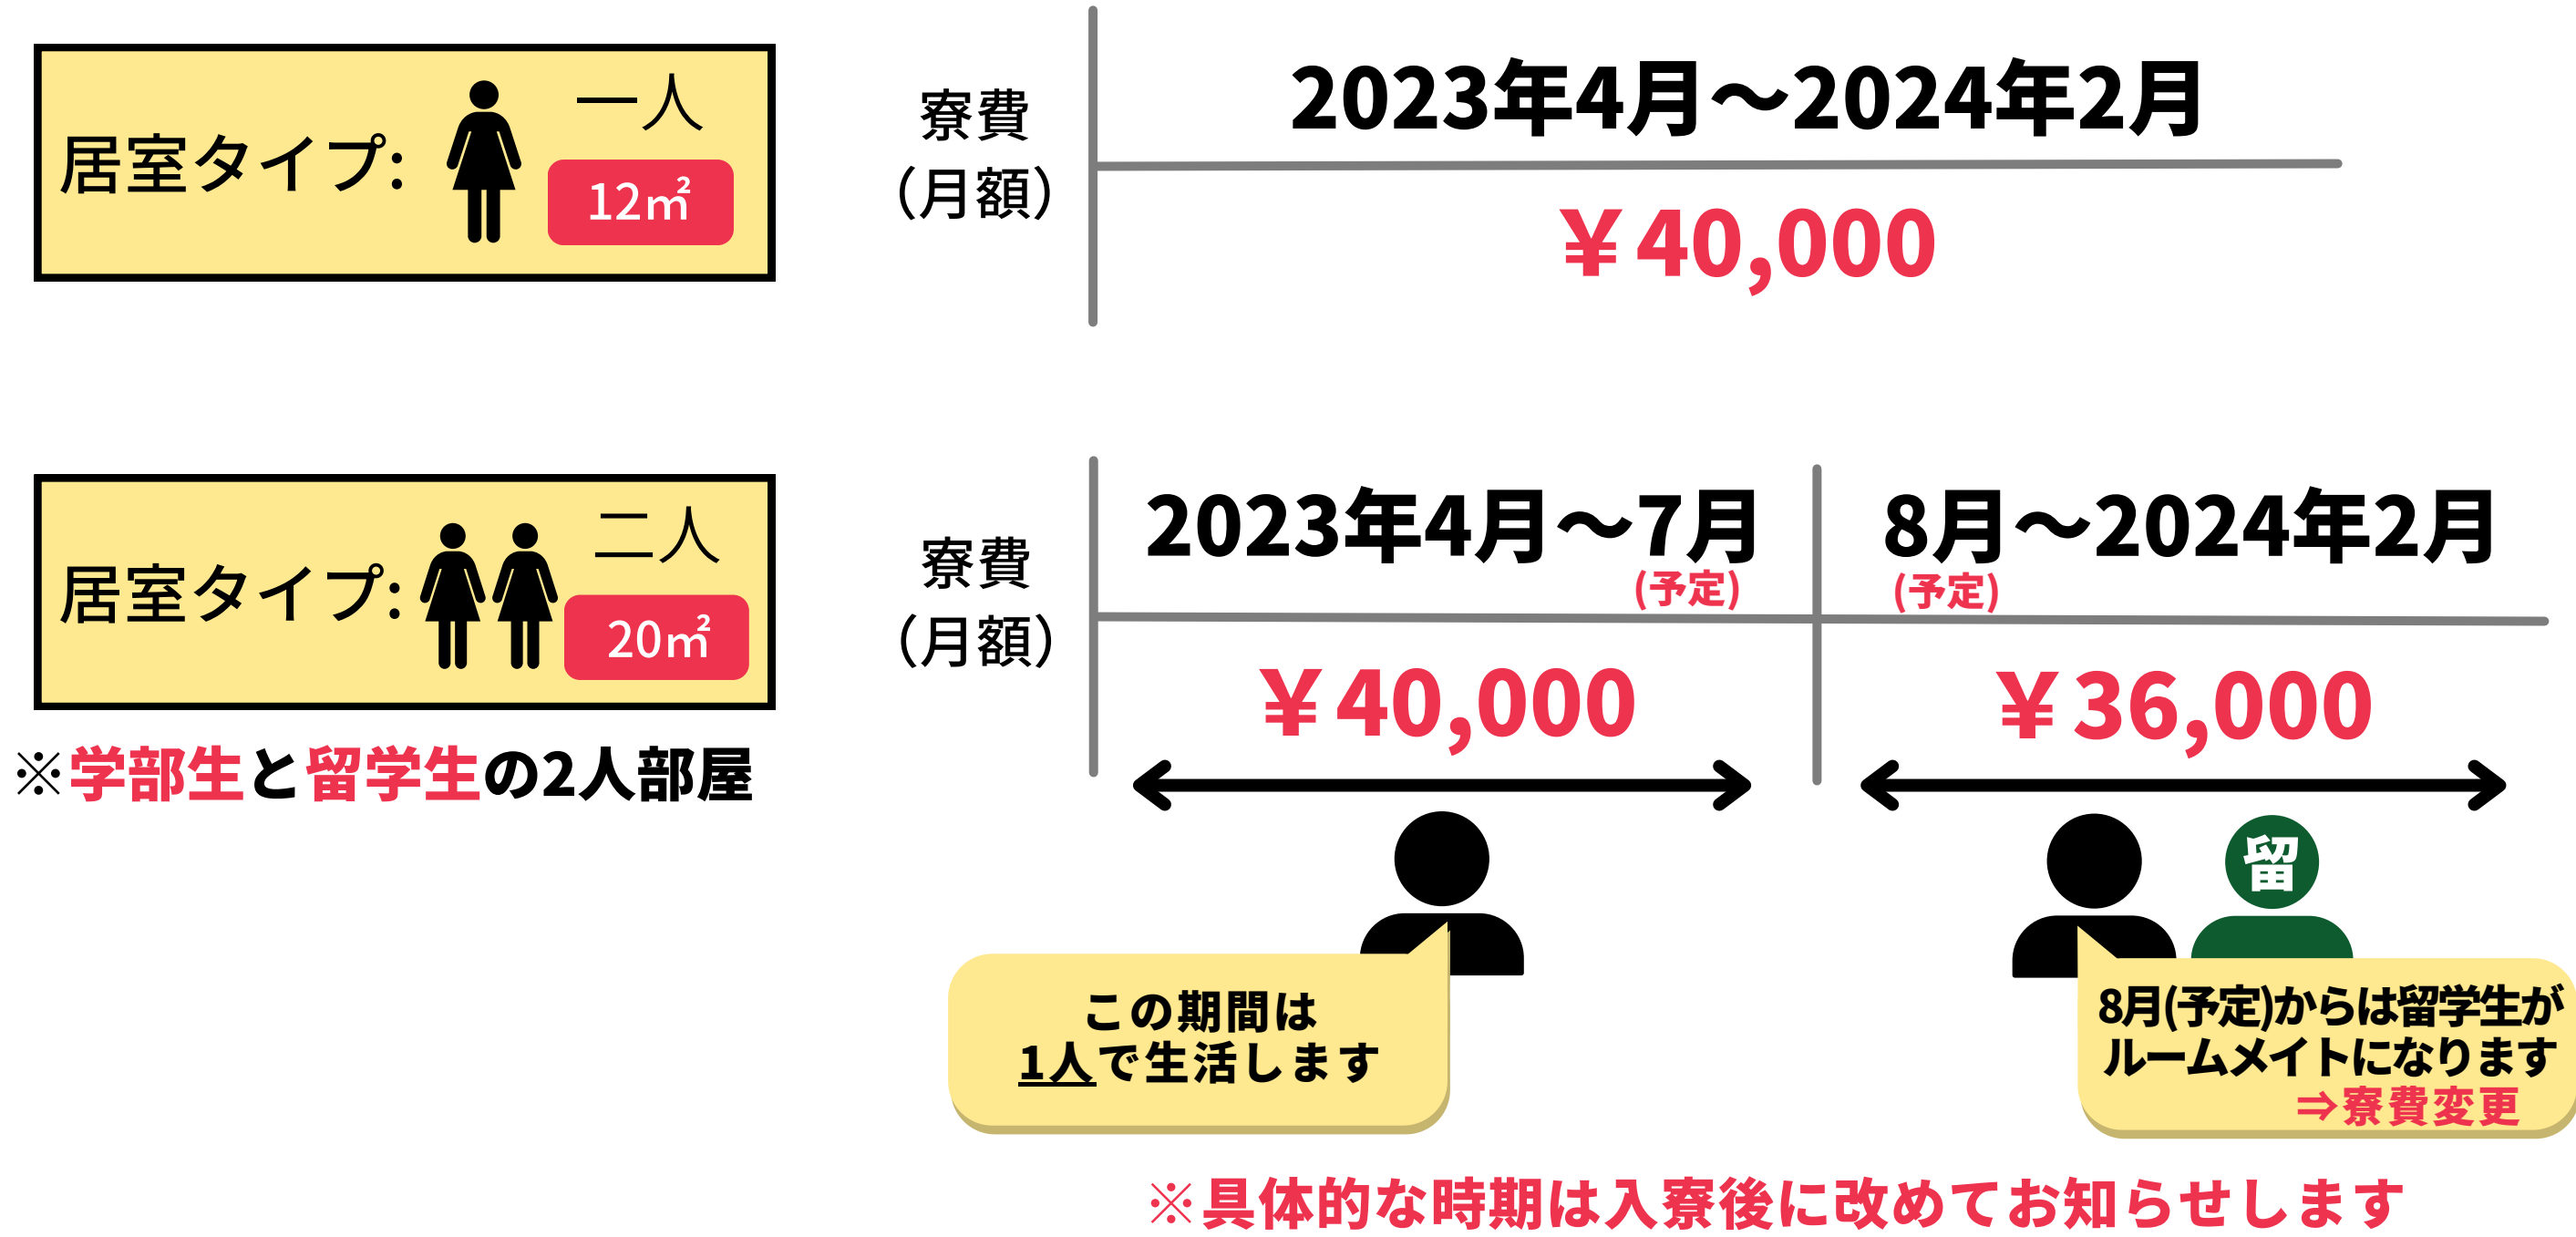 居室タイプ:
一人
12㎡
寮費
（月額）
2023年4月～2024年2月
￥40,000
居室タイプ:
二人
20㎡
※学部生と留学生の2人部屋
寮費
（月額）
2023年4月～7月
(予定)
8月～2024年2月
(予定)
￥40,000
￥36,000
留
この期間は
1人で生活します
8月(予定)からは留学生が
ルームメイトになります
⇒寮費変更
※具体的な時期は入寮後に改めてお知らせします